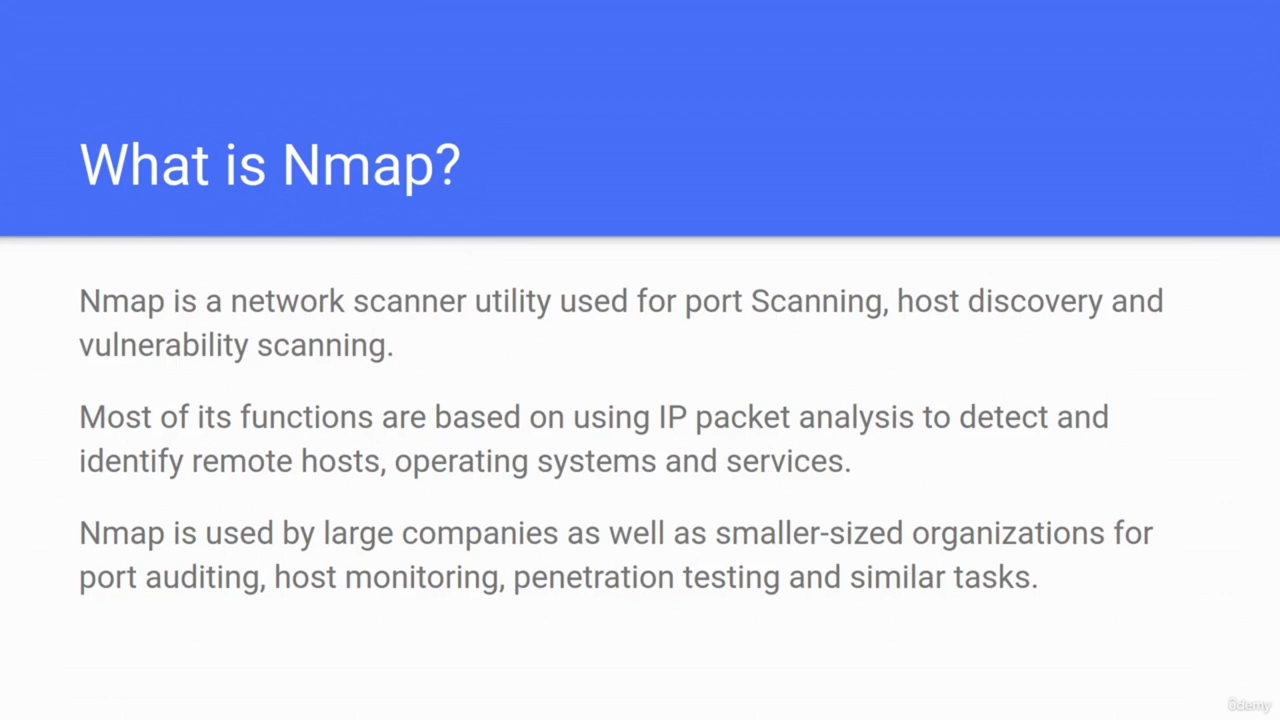 What is Nmap?
Nmap is a network scanner utility used for port Scanning, host discovery and
vulnerability scanning.
Most of its functions are based on using IP packet analysis to detect and
identify remote hosts, operating systems and services.
Nmap is used by large companies as well as smaller-sized organizations for
port auditing, host monitoring, penetration testing and similar tasks.
ûdemy